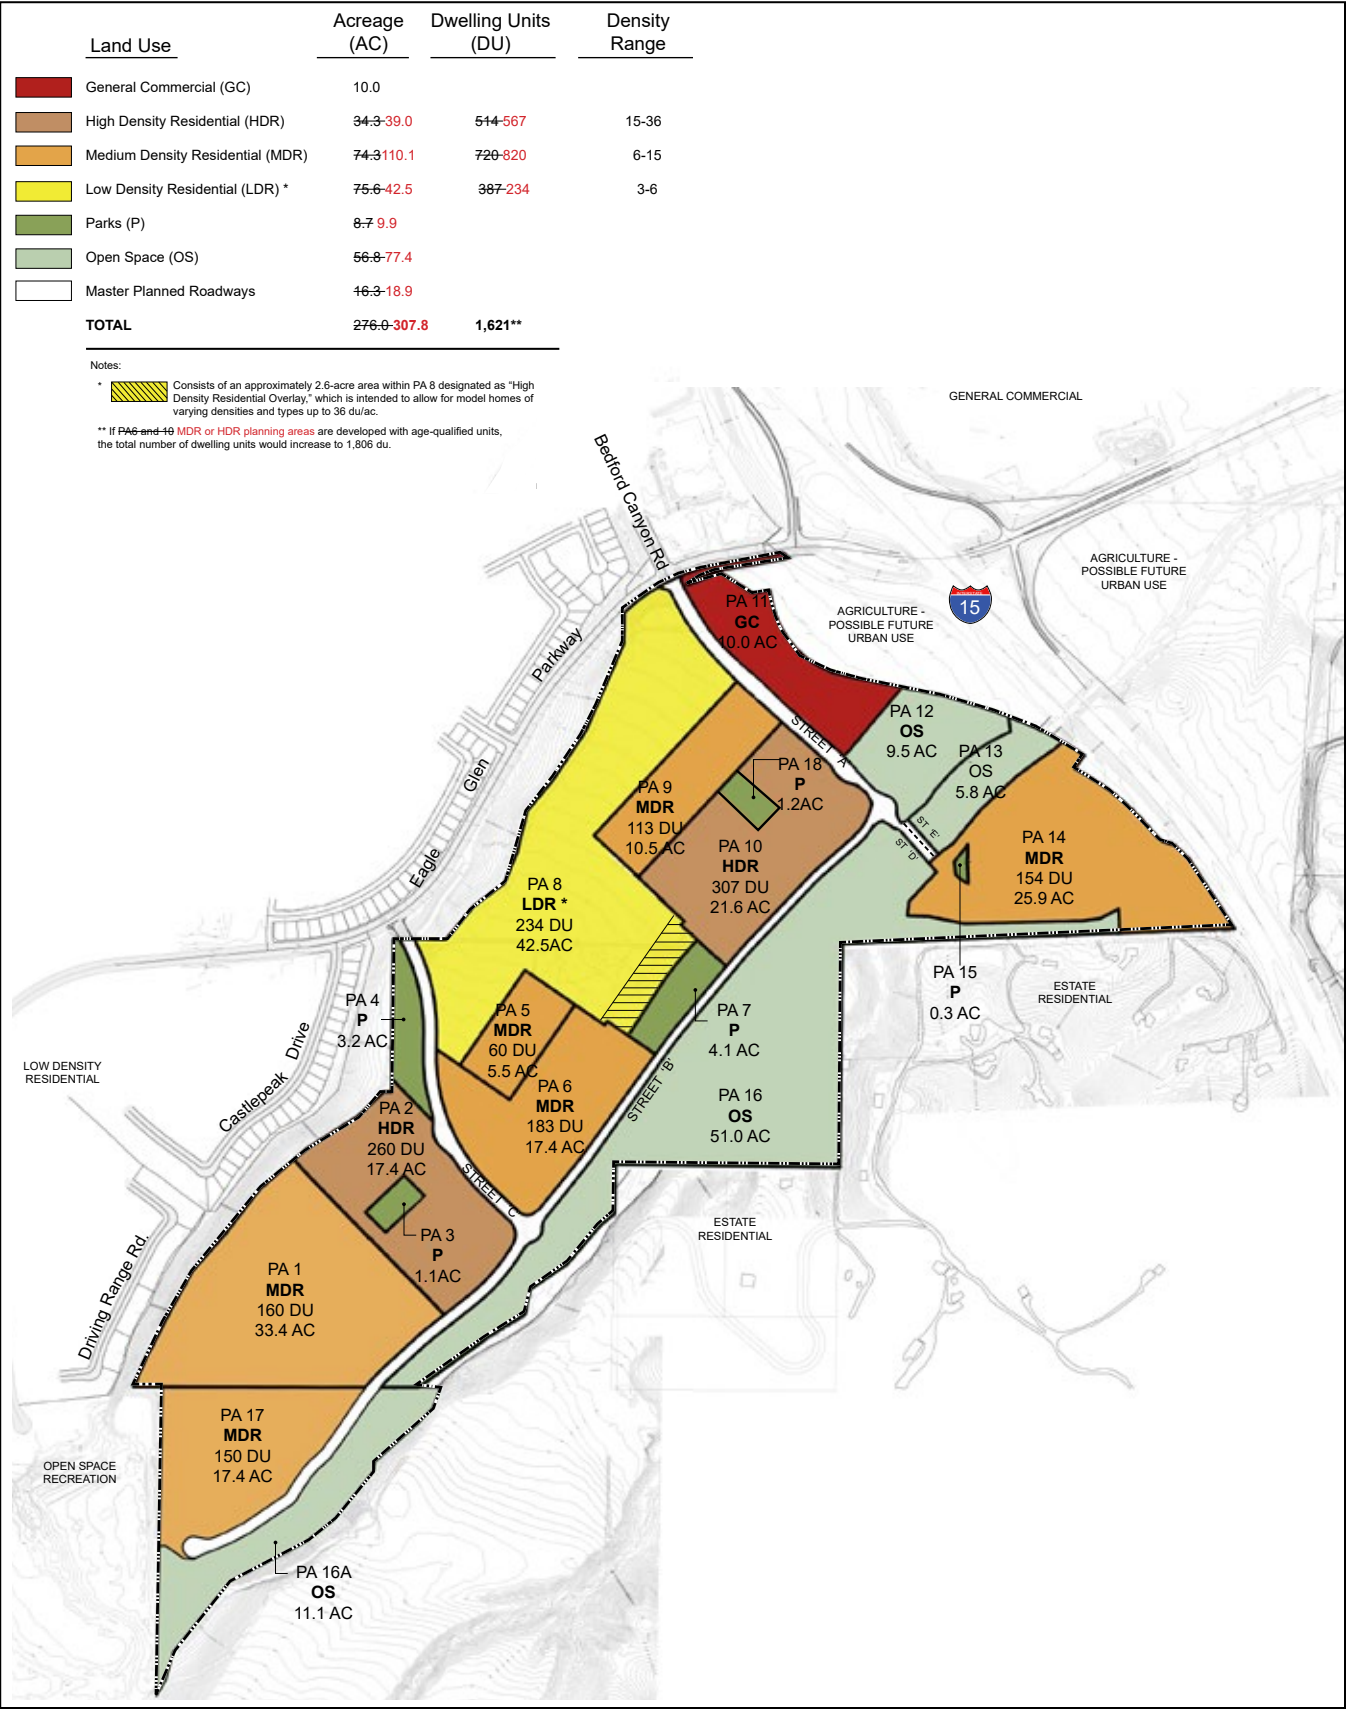 Land Use
Acreage
(AC)
Dwelling Units
(DU)
Density
Range
General Commercial (GC) 10.0
High Density Residential (HDR) 34.3 39.0 514 567 15-36
Medium Density Residential (MDR) 74.3 110.1 720 820 6-15
Low Density Residential (LDR) * 75.6 42.5 387 234 3-6
Parks (P) 8.7 9.9
Open Space (OS) 56.8 77.4
Master Planned Roadways 16.3 18.9
TOTAL 276.0 307.8 1,621**
Notes:
* Consists of an approximately 2.6-acre area within PA 8 designated as "High
Density Residential Overlay," which is intended to allow for model homes of
varying densities and types up to 36 du/ac.
** If PA6 and 10 MDR or HDR planning areas are developed with age-qualified units,
the total number of dwelling units would increase to 1,806 du.
GENERAL COMMERCIAL
Bedford Canyon Rd
AGRICULTURE -
POSSIBLE FUTURE
URBAN USE
AGRICULTURE -
POSSIBLE FUTURE
URBAN USE
15
PA 11
GC
10.0 AC
Eagle Glen Parkway
STREET 'A'
PA 12
OS
9.5 AC
PA 13
OS
5.8 AC
PA 18
P
1.2AC
PA 9
MDR
113 DU
10.5 AC
ST 'E'
ST 'D'
PA 14
MDR
154 DU
25.9 AC
PA 10
HDR
307 DU
21.6 AC
PA 8
LDR *
234 DU
42.5AC
PA 15
P
0.3 AC
ESTATE
RESIDENTIAL
PA 4
P
3.2 AC
PA 5
MDR
60 DU
5.5 AC
PA 7
P
4.1 AC
LOW DENSITY
RESIDENTIAL
Castlepeak Drive
PA 6
MDR
183 DU
17.4 AC
STREET 'B'
PA 16
OS
51.0 AC
PA 2
HDR
260 DU
17.4 AC
STREET 'C'
ESTATE
RESIDENTIAL
PA 3
P
1.1AC
Driving Range Rd.
PA 1
MDR
160 DU
33.4 AC
PA 17
MDR
150 DU
17.4 AC
OPEN SPACE
RECREATION
PA 16A
OS
11.1 AC